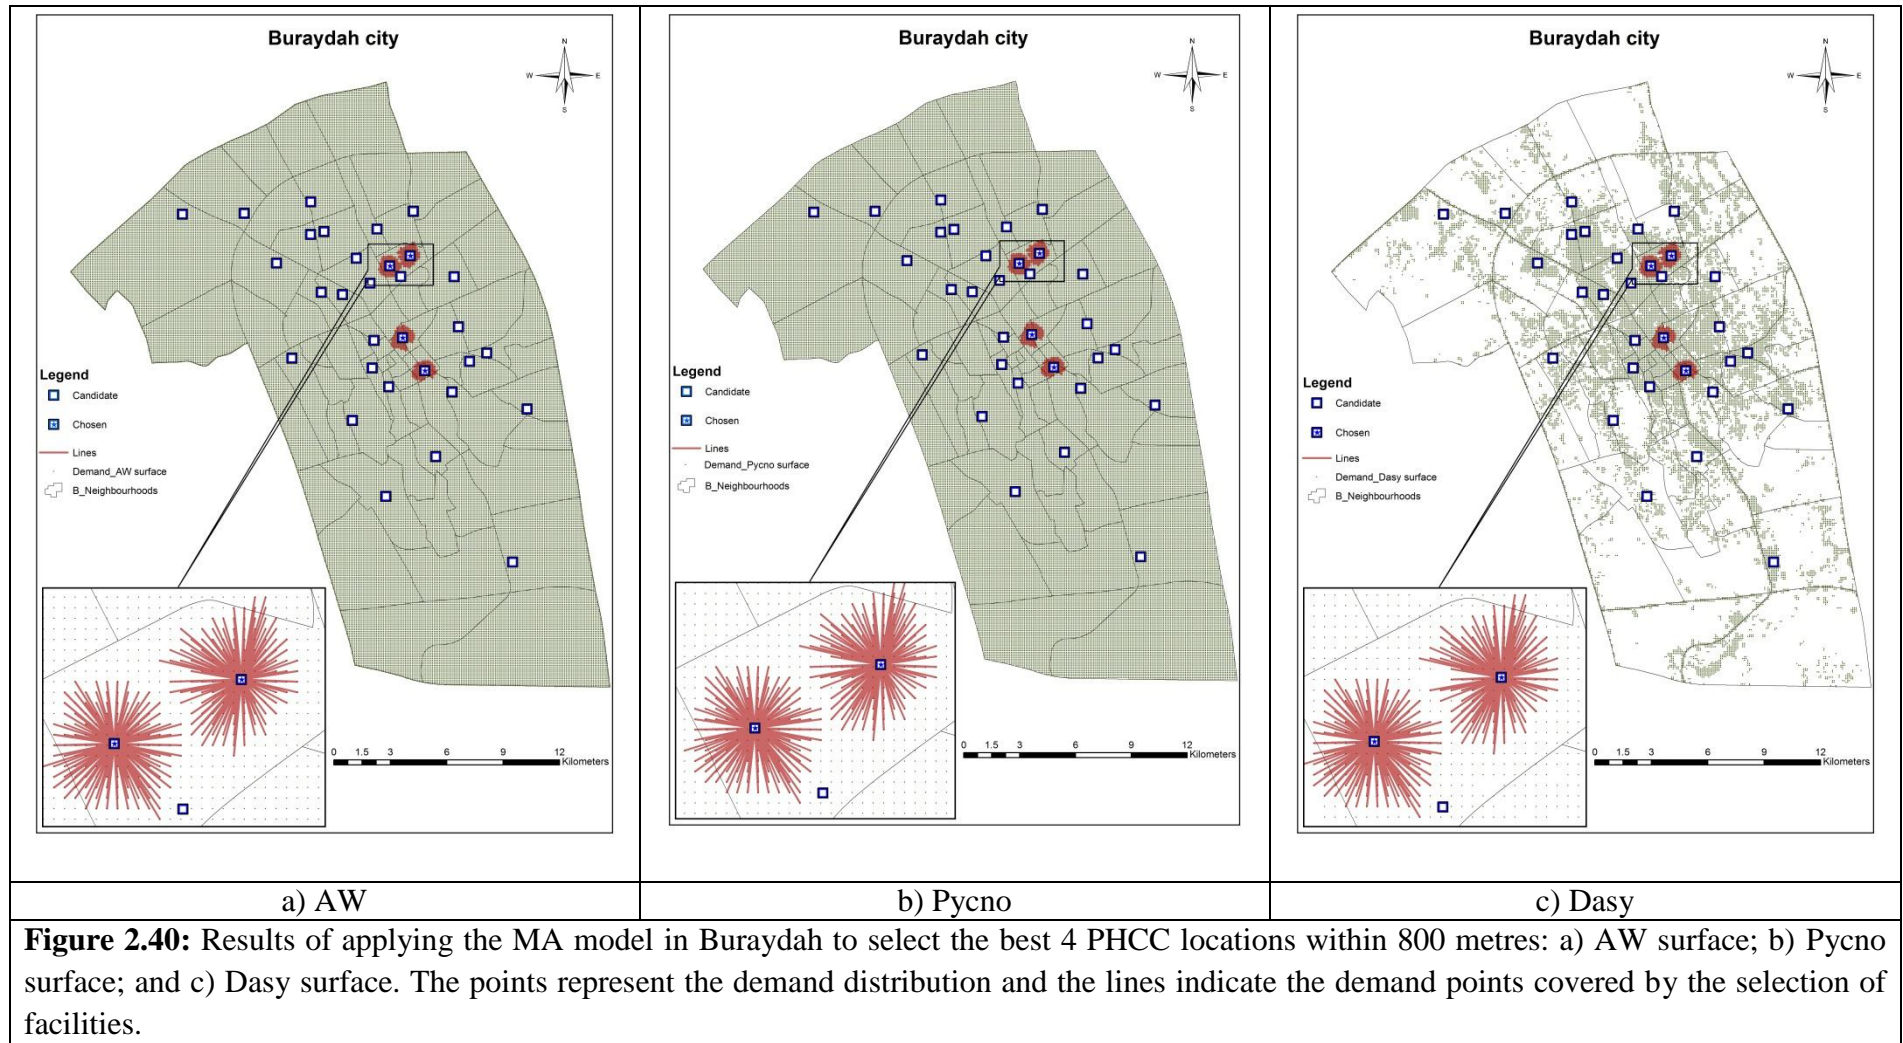 Buraydah city
N
W
E
S
Legend
Candidate
Chosen
Lines
Demand_AW surface
B_Neighbourhoods
0 1.5 3 6 9 12
Kilometers
Buraydah city
N
W
E
S
Legend
Candidate
Chosen
Lines
Demand_Pycno surface
B_Neighbourhoods
0 1.5 3 6 9 12
Kilometers
Buraydah city
N
W
E
S
Legend
Candidate
Chosen
Lines
Demand_Dasy surface
B_Neighbourhoods
0 1.5 3 6 9 12
Kilometers
a) AW
b) Pycno
c) Dasy
Figure 2.40: Results of applying the MA model in Buraydah to select the best 4 PHCC locations within 800 metres: a) AW surface; b) Pycno
surface; and c) Dasy surface. The points represent the demand distribution and the lines indicate the demand points covered by the selection of
facilities.